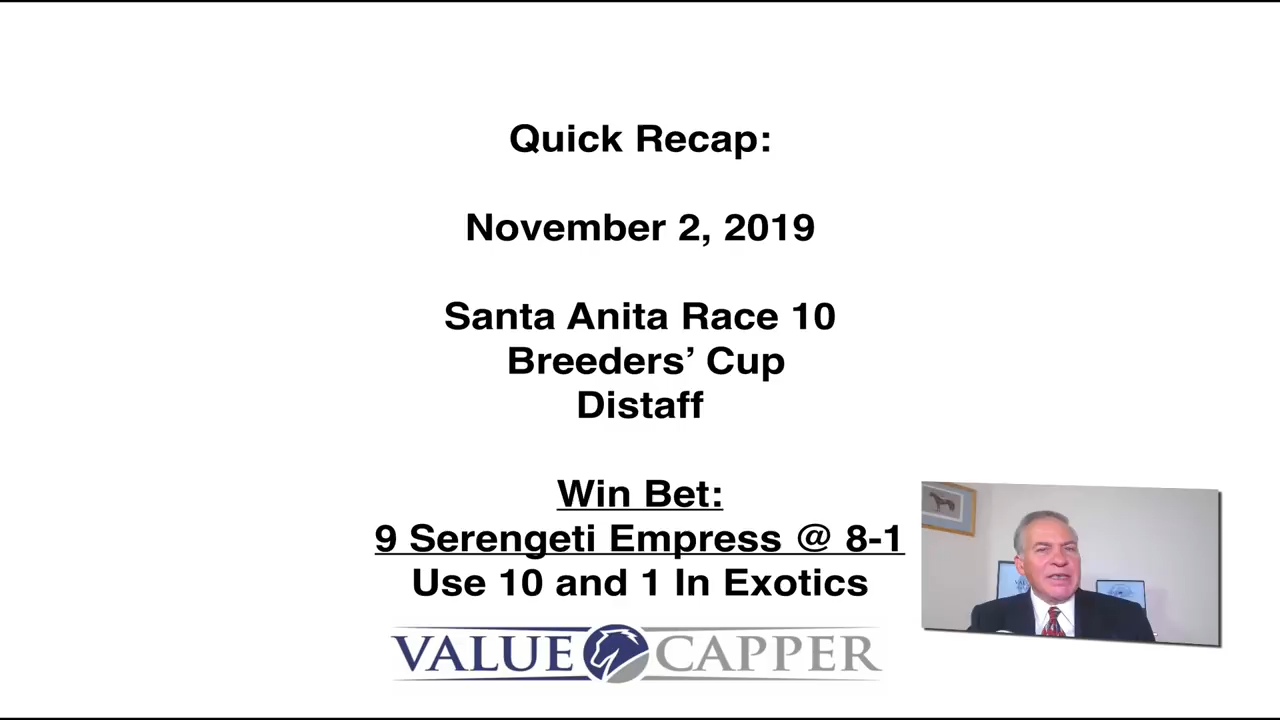 Quick Recap:
November 2, 2019
Santa Anita Race 10
Breeders’ Cup
Distaff
Win Bet:
9 Serengeti Empress @ 8-1
Use 10 and 1 In Exotics
VALUE CAPPER